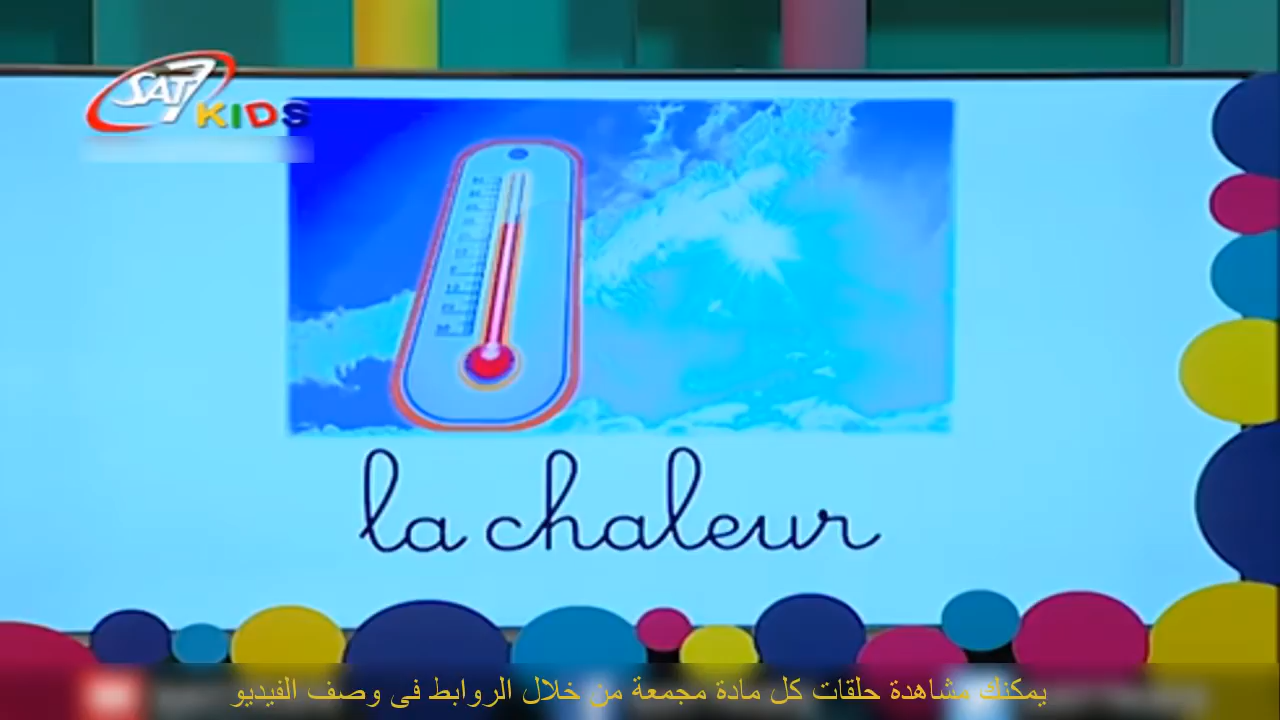 SAT7
KIDS
la chaleur
يمكنك مشاهدة حلقات كل مادة مجمعة من خلال الروابط فى وصف الفيديو